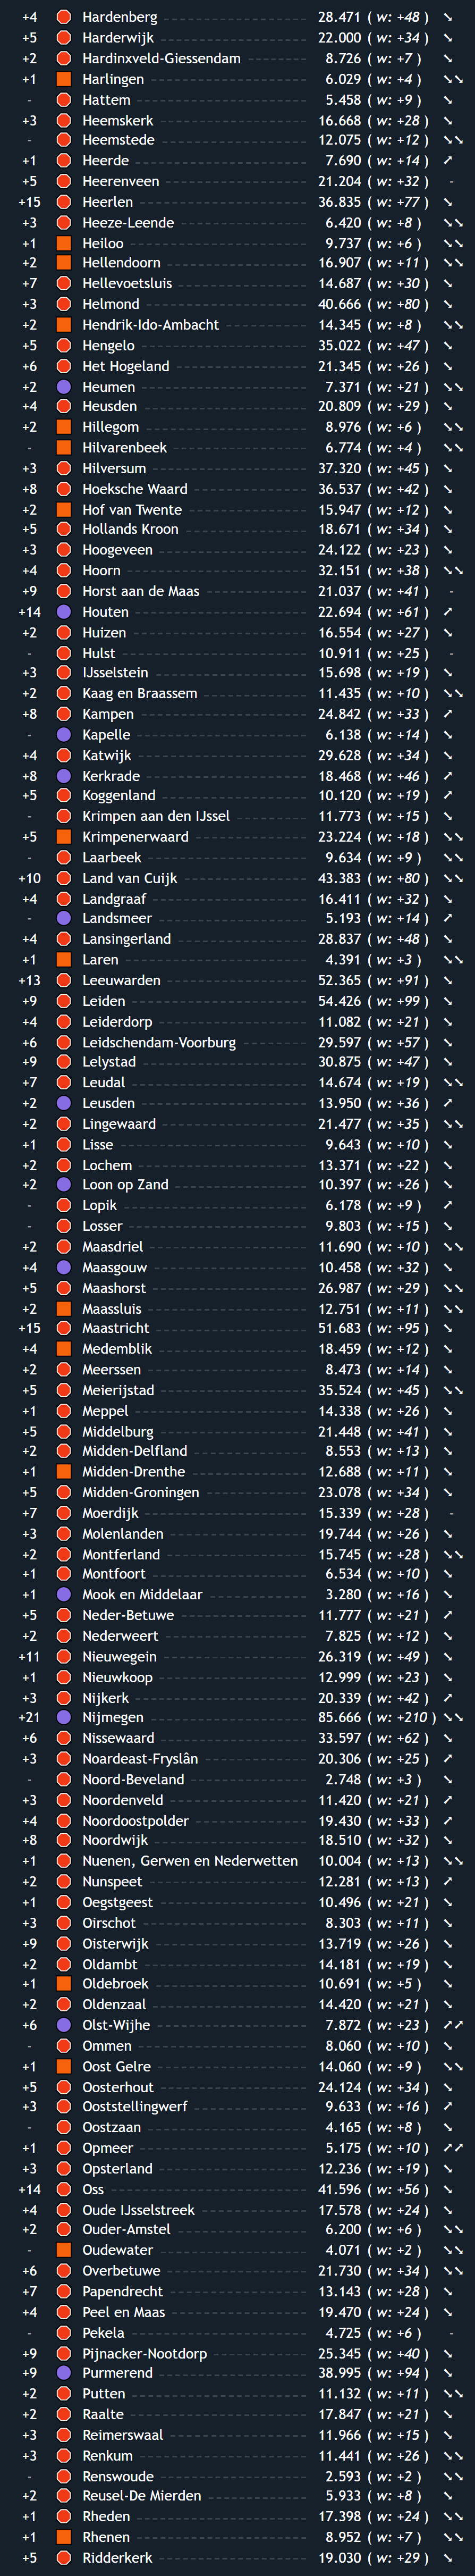 +4 Hardenberg 28.471 ( w: +48 ) ↘
+5 Harderwijk 22.000 ( w: +34 ) ↘
+2 Hardinxveld-Giessendam 8.726 ( w: +7 ) ↘
+1 Harlingen 6.029 ( w: +4 ) ↘↘
- Hattem 5.458 ( w: +9 ) ↘
+3 Heemskerk 16.668 ( w: +28 ) ↘
- Heemstede 12.075 ( w: +12 ) ↘↘
+1 Heerde 7.690 ( w: +14 ) ↗
+5 Heerenveen 21.204 ( w: +32 ) -
+15 Heerlen 36.835 ( w: +77 ) ↘
+3 Heeze-Leende 6.420 ( w: +8 ) ↘↘
+1 Heiloo 9.737 ( w: +6 ) ↘↘
+2 Hellendoorn 16.907 ( w: +11 ) ↘↘
+7 Hellevoetsluis 14.687 ( w: +30 ) ↘
+3 Helmond 40.666 ( w: +80 ) ↘
+2 Hendrik-Ido-Ambacht 14.345 ( w: +8 ) ↘↘
+5 Hengelo 35.022 ( w: +47 ) ↘
+6 Het Hogeland 21.345 ( w: +26 ) ↘
+2 Heumen 7.371 ( w: +21 ) ↘↘
+4 Heusden 20.809 ( w: +29 ) ↘
+2 Hillegom 8.976 ( w: +6 ) ↘↘
- Hilvarenbeek 6.774 ( w: +4 ) ↘↘
+3 Hilversum 37.320 ( w: +45 ) ↘
+8 Hoeksche Waard 36.537 ( w: +42 ) ↘
+2 Hof van Twente 15.947 ( w: +12 ) ↘
+5 Hollands Kroon 18.671 ( w: +34 ) ↘
+3 Hoogeveen 24.122 ( w: +23 ) ↘
+4 Hoorn 32.151 ( w: +38 ) ↘↘
+9 Horst aan de Maas 21.037 ( w: +41 ) -
+14 Houten 22.694 ( w: +61 ) ↗
+2 Huizen 16.554 ( w: +27 ) ↘
- Hulst 10.911 ( w: +25 ) -
+3 IJsselstein 15.698 ( w: +19 ) ↘
+2 Kaag en Braassem 11.435 ( w: +10 ) ↘↘
+8 Kampen 24.842 ( w: +33 ) ↗
- Kapelle 6.138 ( w: +14 ) ↘
+4 Katwijk 29.628 ( w: +34 ) ↘
+8 Kerkrade 18.468 ( w: +46 ) ↗
+5 Koggenland 10.120 ( w: +19 ) ↗
- Krimpen aan den IJssel 11.773 ( w: +15 ) ↘
+5 Krimpenerwaard 23.224 ( w: +18 ) ↘↘
- Laarbeek 9.634 ( w: +9 ) ↘↘
+10 Land van Cuijk 43.383 ( w: +80 ) ↘↘
+4 Landgraaf 16.411 ( w: +32 ) ↘
- Landsmeer 5.193 ( w: +14 ) ↗
+4 Lansingerland 28.837 ( w: +48 ) ↘
+1 Laren 4.391 ( w: +3 ) ↘↘
+13 Leeuwarden 52.365 ( w: +91 ) ↘
+9 Leiden 54.426 ( w: +99 ) ↘
+4 Leiderdorp 11.082 ( w: +21 ) ↘
+6 Leidschendam-Voorburg 29.597 ( w: +57 ) ↘
+9 Lelystad 30.875 ( w: +47 ) ↘
+7 Leudal 14.674 ( w: +19 ) ↘↘
+2 Leusden 13.950 ( w: +36 ) ↗
+2 Lingewaard 21.477 ( w: +35 ) ↘↘
+1 Lisse 9.643 ( w: +10 ) ↘
+2 Lochem 13.371 ( w: +22 ) ↘
+2 Loon op Zand 10.397 ( w: +26 ) ↘
- Lopik 6.178 ( w: +9 ) ↗
- Losser 9.803 ( w: +15 ) ↘
+2 Maasdriel 11.690 ( w: +10 ) ↘↘
+4 Maasgouw 10.458 ( w: +32 ) ↘
+5 Maashorst 26.987 ( w: +29 ) ↘↘
+2 Maassluis 12.751 ( w: +11 ) ↘↘
+15 Maastricht 51.683 ( w: +95 ) ↘
+4 Medemblik 18.459 ( w: +12 ) ↘
+2 Meerssen 8.473 ( w: +14 ) ↘
+5 Meierijstad 35.524 ( w: +45 ) ↘↘
+1 Meppel 14.338 ( w: +26 ) ↘
+5 Middelburg 21.448 ( w: +41 ) ↘
+2 Midden-Delfland 8.553 ( w: +13 ) ↘
+1 Midden-Drenthe 12.688 ( w: +11 ) ↘
+5 Midden-Groningen 23.078 ( w: +34 ) ↘
+7 Moerdijk 15.339 ( w: +28 ) -
+3 Molenlanden 19.744 ( w: +26 ) ↘
+2 Montferland 15.745 ( w: +28 ) ↘↘
+1 Montfoort 6.534 ( w: +10 ) ↘
+1 Mook en Middelaar 3.280 ( w: +16 ) ↘
+5 Neder-Betuwe 11.777 ( w: +21 ) ↗
+2 Nederweert 7.825 ( w: +12 ) ↘
+11 Nieuwegein 26.319 ( w: +49 ) ↘
+1 Nieuwkoop 12.999 ( w: +23 ) ↘
+3 Nijkerk 20.339 ( w: +42 ) ↗
+21 Nijmegen 85.666 ( w: +210 ) ↘↘
+6 Nissewaard 33.597 ( w: +62 ) ↘
+3 Noardeast-Fryslân 20.306 ( w: +25 ) ↗
- Noord-Beveland 2.748 ( w: +3 ) ↘
+3 Noordenveld 11.420 ( w: +21 ) ↗
+4 Noordoostpolder 19.430 ( w: +33 ) ↗
+8 Noordwijk 18.510 ( w: +32 ) ↘
+1 Nuenen, Gerwen en Nederwetten 10.004 ( w: +13 ) ↘↘
+2 Nunspeet 12.281 ( w: +13 ) ↗
+1 Oegstgeest 10.496 ( w: +21 ) ↘
+3 Oirschot 8.303 ( w: +11 ) ↘
+9 Oisterwijk 13.719 ( w: +26 ) ↘
+2 Oldambt 14.181 ( w: +19 ) ↘
+1 Oldebroek 10.691 ( w: +5 ) ↘
+2 Oldenzaal 14.420 ( w: +21 ) ↘
+6 Olst-Wijhe 7.872 ( w: +23 ) ↗↗
- Ommen 8.060 ( w: +10 ) ↘
+1 Oost Gelre 14.060 ( w: +9 ) ↘↘
+5 Oosterhout 24.124 ( w: +34 ) ↘
+3 Ooststellingwerf 9.633 ( w: +16 ) ↗
- Oostzaan 4.165 ( w: +8 ) ↘
+1 Opmeer 5.175 ( w: +10 ) ↗↗
+3 Opsterland 12.236 ( w: +19 ) ↘
+14 Oss 41.596 ( w: +56 ) ↘
+4 Oude IJsselstreek 17.578 ( w: +24 ) ↘
+2 Ouder-Amstel 6.200 ( w: +6 ) ↘↘
- Oudewater 4.071 ( w: +2 ) ↘↘
+6 Overbetuwe 21.730 ( w: +34 ) ↘↘
+7 Papendrecht 13.143 ( w: +28 ) ↘
+4 Peel en Maas 19.470 ( w: +24 ) ↘
- Pekela 4.725 ( w: +6 ) -
+9 Pijnacker-Nootdorp 25.345 ( w: +40 ) ↘
+9 Purmerend 38.995 ( w: +94 ) ↘
+2 Putten 11.132 ( w: +11 ) ↘↘
+2 Raalte 17.847 ( w: +21 ) ↘
+3 Reimerswaal 11.966 ( w: +15 ) ↘
+3 Renkum 11.441 ( w: +26 ) ↘↘
- Renswoude 2.593 ( w: +2 ) ↘↘
+2 Reusel-De Mierden 5.933 ( w: +8 ) ↘
+1 Rheden 17.398 ( w: +24 ) ↘↘
+1 Rhenen 8.952 ( w: +7 ) ↘↘
+5 Ridderkerk 19.030 ( w: +29 ) ↘